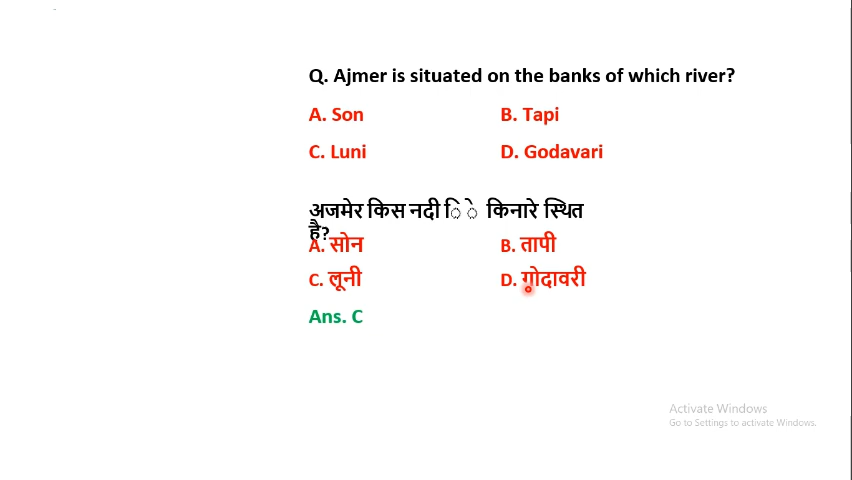 Q. Ajmer is situated on the banks of which river?
A. Son B. Tapi
C. Luni D. Godavari
अजमेर किस नदी ि े किनारे स्थित
है?
A. सोन B. तापी
C. लूनी D. गोदावरी
Ans. C
Activate Windows
Go to Settings to activate Windows.